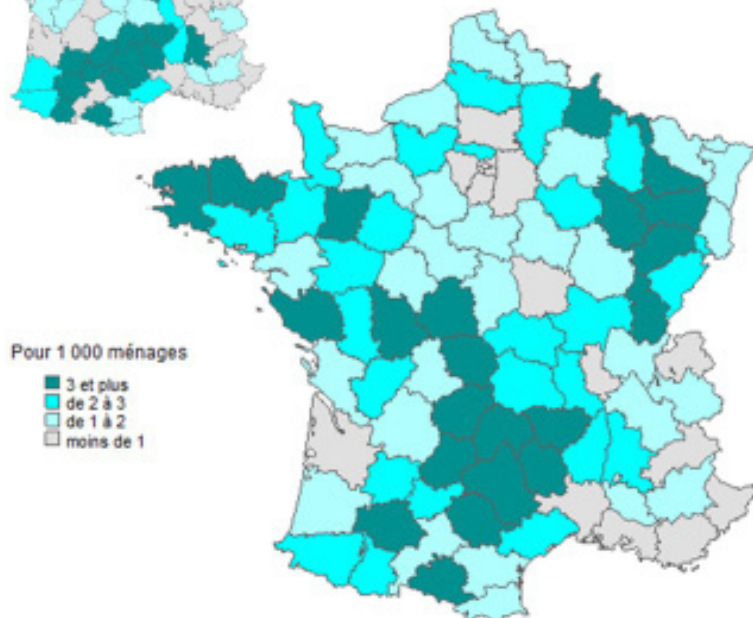 Pour 1 000 ménages
3 et plus
de 2 à 3
de 1 à 2
moins de 1